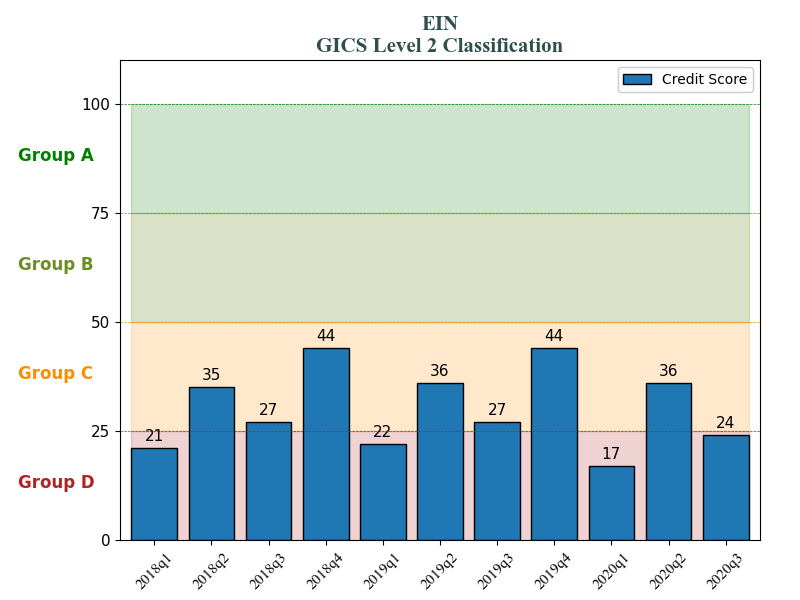 EIN
GICS Level 2 Classification
Credit Score
100
Group A
75
Group B
50
44
44
Group C
35
36
36
27
27
25
21
22
24
17
Group D
0
2018q1 2018q2 2018q3 2018q4 2019q1 2019q2 2019q3 2019q4 2020q1 2020q2 2020q3